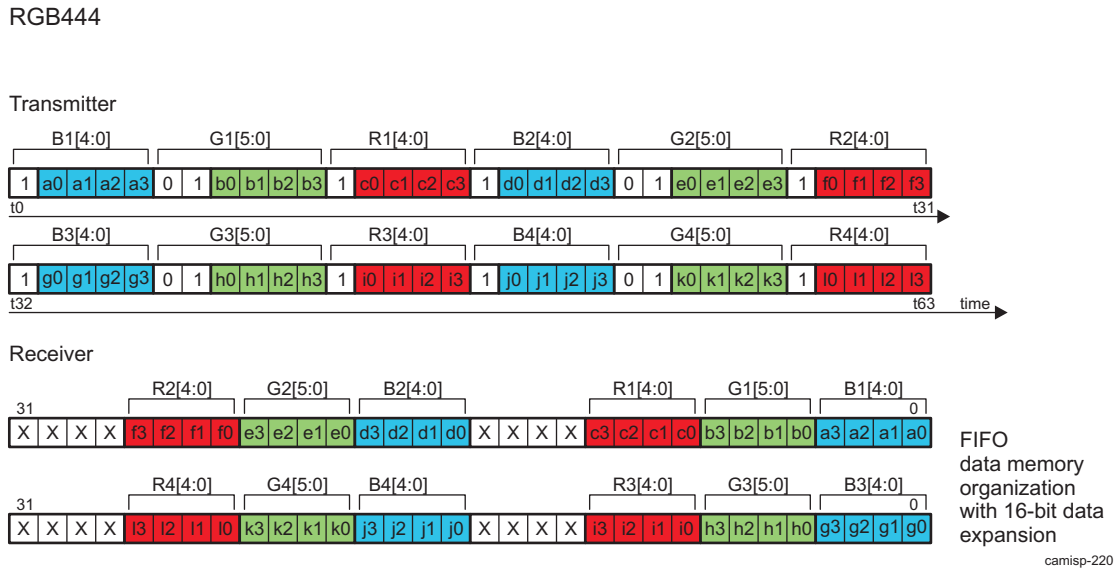 RGB444
Transmitter
B1[4:0] G1[5:0] R1[4:0] B2[4:0] G2[5:0] R2[4:0]
1 a0 a1 a2 a3 0 1 b0 b1 b2 b3 1 c0 c1 c2 c3 1 d0 d1 d2 d3 0 1 e0 e1 e2 e3 1 f0 f1 f2 f3
t0 t31
B3[4:0] G3[5:0] R3[4:0] B4[4:0] G4[5:0] R4[4:0]
1 g0 g1 g2 g3 0 1 h0 h1 h2 h3 1 i0 i1 i2 i3 1 j0 j1 j2 j3 0 1 k0 k1 k2 k3 1 l0 l1 l2 l3
t32 t63 time
Receiver
R2[4:0] G2[5:0] B2[4:0] R1[4:0] G1[5:0] B1[4:0]
31 0
X X X X f3 f2 f1 f0 e3 e2 e1 e0 d3 d2 d1 d0 X X X X c3 c2 c1 c0 b3 b2 b1 b0 a3 a2 a1 a0
R4[4:0] G4[5:0] B4[4:0] R3[4:0] G3[5:0] B3[4:0]
31 0
X X X X l3 l2 l1 l0 k3 k2 k1 k0 j3 j2 j1 j0 X X X X i3 i2 i1 i0 h3 h2 h1 h0 g3 g2 g1 g0
FIFO
data memory
organization
with 16-bit data
expansion
camisp-220